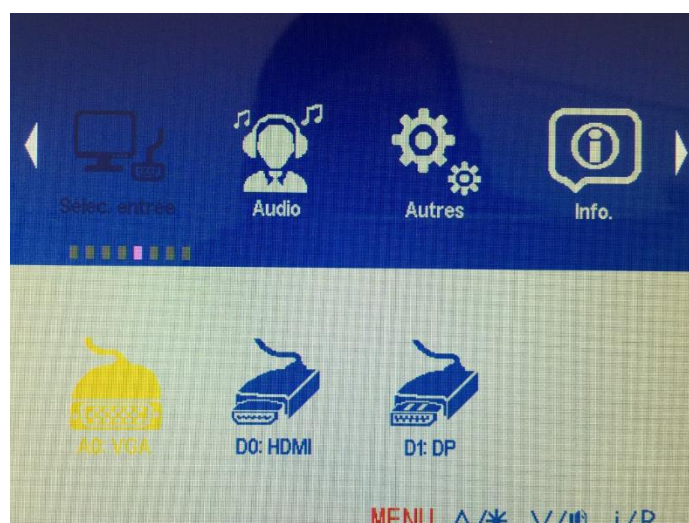 Sélec. entrée
Audio
Autres
Info.
A0: VGA
D0: HDMI
D1: DP
MENU